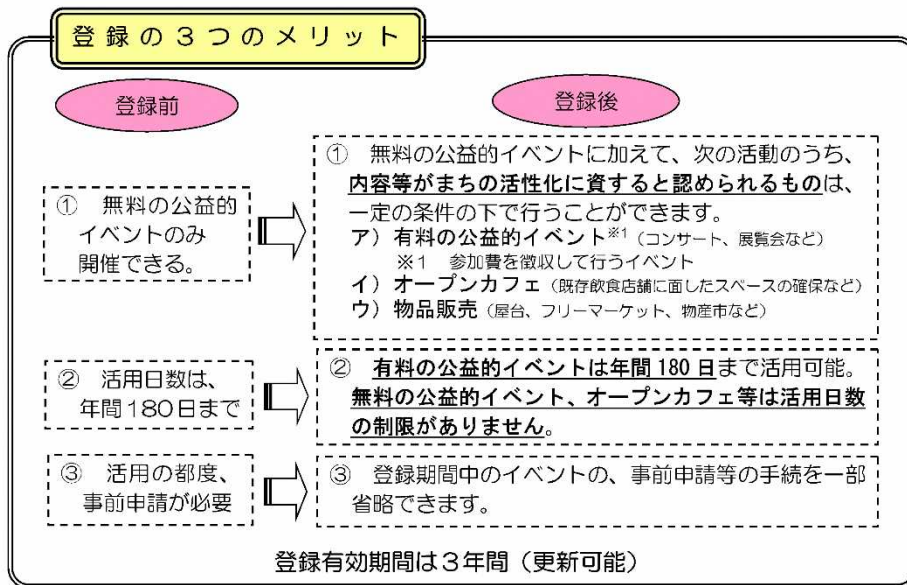 登録の３つのメリット
登録前
登録後
① 無料の公益的
イベントのみ
開催できる。
① 無料の公益的イベントに加えて、次の活動のうち、
内容等がまちの活性化に資すると認められるものは、
一定の条件の下で行うことができます。
ア）有料の公益的イベント※1（コンサート、展覧会など）
※１ 参加費を徴収して行うイベント
イ）オープンカフェ（既存飲食店舗に面したスペースの確保など）
ウ）物品販売（屋台、フリーマーケット、物産市など）
② 活用日数は、
年間180日まで
② 有料の公益的イベントは年間 180 日まで活用可能。
無料の公益的イベント、オープンカフェ等は活用日数
の制限がありません。
③ 活用の都度、
事前申請が必要
③ 登録期間中のイベントの、事前申請等の手続を一部
省略できます。
登録有効期間は３年間（更新可能）